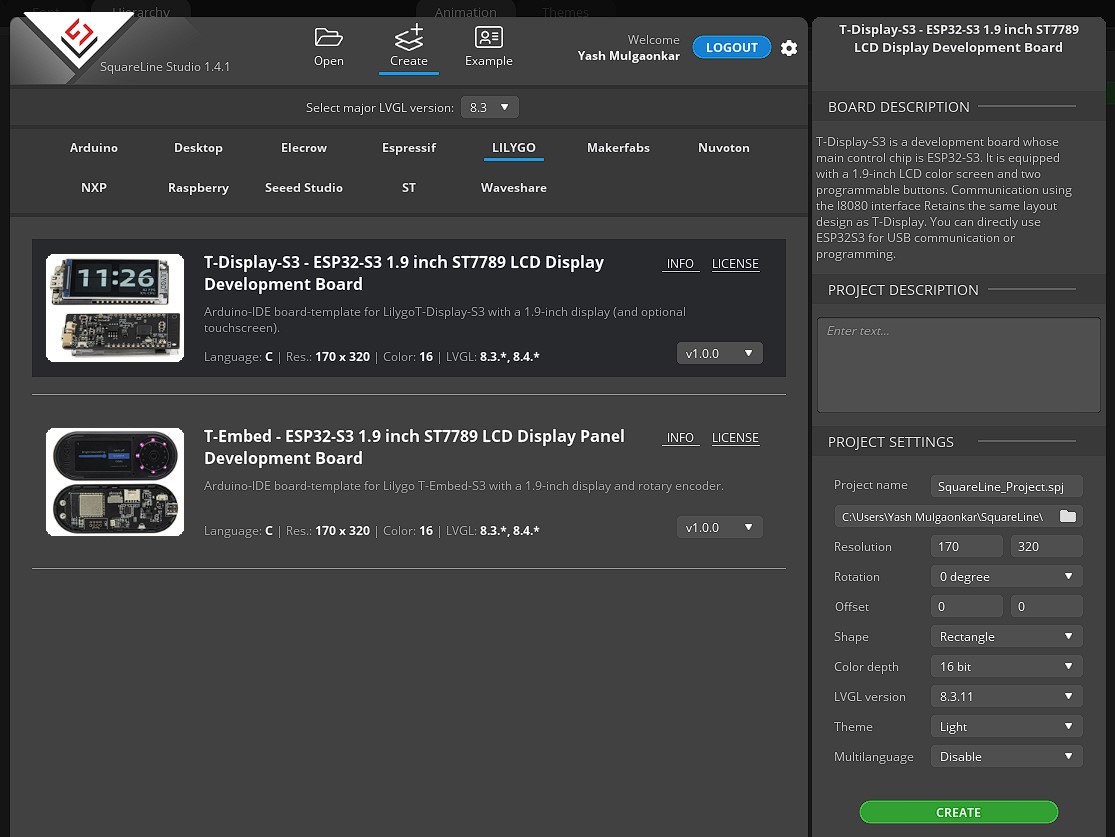 Font
Hierarchy
Animation
Themes
SquareLine Studio 1.4.1
Open
Create
Example
Welcome
Yash Mulgaonkar
LOGOUT
Select major LVGL version:
8.3
Arduino
Desktop
Elecrow
Espressif
LILYGO
Makerfabs
Nuvoton
NXP
Raspberry
Seeed Studio
ST
Waveshare
11:26
T-Display-S3 - ESP32-S3 1.9 inch ST7789 LCD Display
Development Board
INFO
LICENSE
Arduino-IDE board-template for LilygoT-Display-S3 with a 1.9-inch display (and optional
touchscreen).
Language: C | Res.: 170 x 320 | Color: 16 | LVGL: 8.3.*, 8.4.*
v1.0.0
T-Embed - ESP32-S3 1.9 inch ST7789 LCD Display Panel
Development Board
INFO
LICENSE
Arduino-IDE board-template for Lilygo T-Embed-S3 with a 1.9-inch display and rotary encoder.
Language: C | Res.: 170 x 320 | Color: 16 | LVGL: 8.3.*, 8.4.*
v1.0.0
T-Display-S3 - ESP32-S3 1.9 inch ST7789
LCD Display Development Board
BOARD DESCRIPTION
T-Display-S3 is a development board whose
main control chip is ESP32-S3. It is equipped
with a 1.9-inch LCD color screen and two
programmable buttons. Communication using
the I8080 interface Retains the same layout
design as T-Display. You can directly use
ESP32S3 for USB communication or
programming.
PROJECT DESCRIPTION
Enter text...
PROJECT SETTINGS
Project name
SquareLine_Project.spj
C:\Users\Yash Mulgaonkar\SquareLine\
Resolution
170
320
Rotation
0 degree
Offset
0
0
Shape
Rectangle
Color depth
16 bit
LVGL version
8.3.11
Theme
Light
Multilanguage
Disable
CREATE